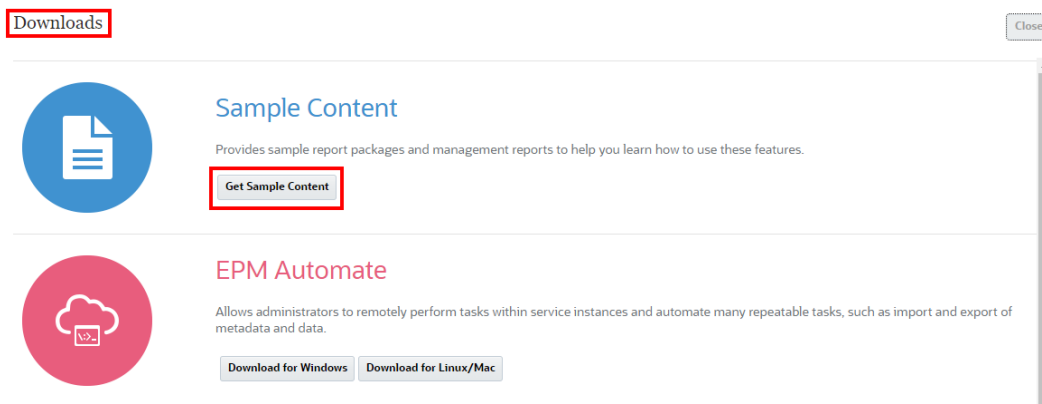 Downloads
Close
Sample Content
Provides sample report packages and management reports to help you learn how to use these features.
Get Sample Content
EPM Automate
Allows administrators to remotely perform tasks within service instances and automate many repeatable tasks, such as import and export of
metadata and data.
Download for Windows Download for Linux/Mac